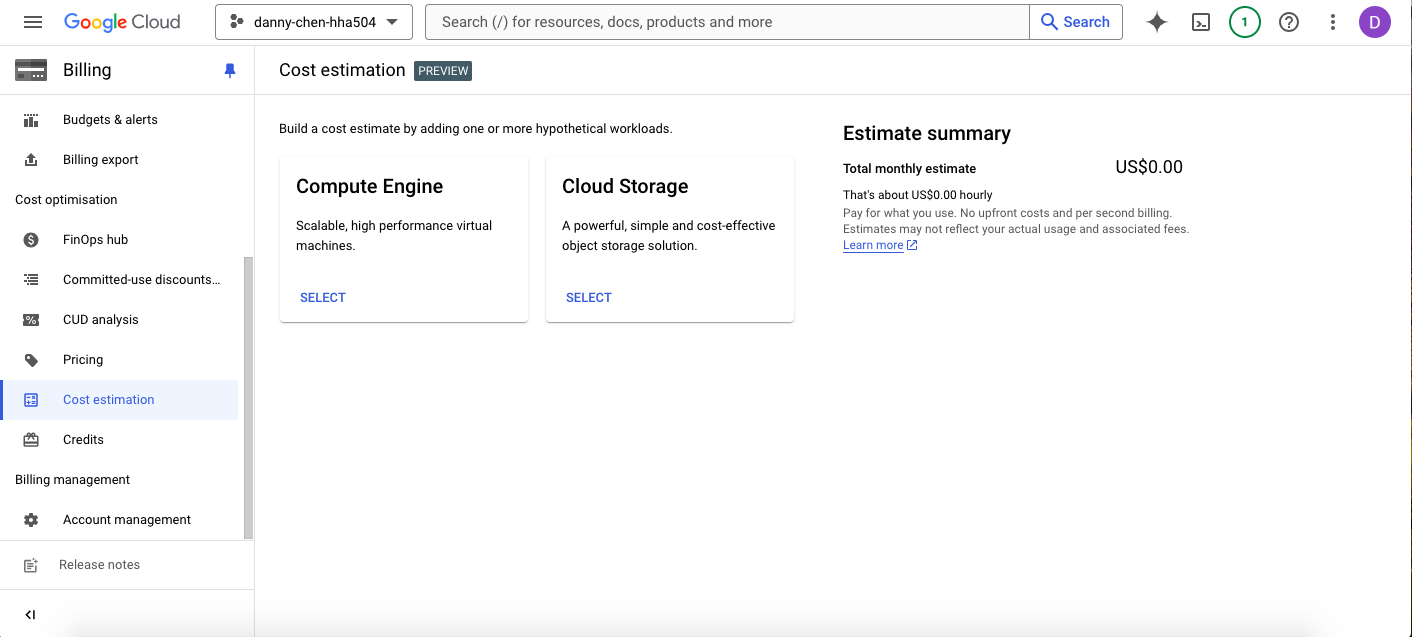 Google Cloud
danny-chen-hha504
Search (/) for resources, docs, products and more
Search
1
D
Billing
Budgets & alerts
Billing export
Cost optimisation
FinOps hub
Committed-use discounts…
CUD analysis
Pricing
Cost estimation
Credits
Billing management
Account management
Release notes
Cost estimation PREVIEW
Build a cost estimate by adding one or more hypothetical workloads.
Compute Engine
Scalable, high performance virtual
machines.
SELECT
Cloud Storage
A powerful, simple and cost-effective
object storage solution.
SELECT
Estimate summary
Total monthly estimate US$0.00
That's about US$0.00 hourly
Pay for what you use. No upfront costs and per second billing.
Estimates may not reflect your actual usage and associated fees.
Learn more